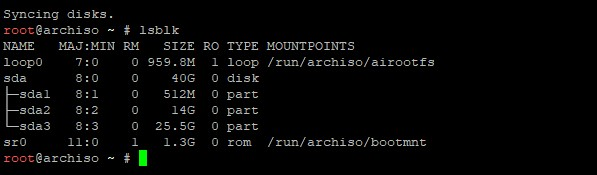 Syncing disks.
root@archiso ~ # lsblk
NAME   MAJ:MIN RM   SIZE RO TYPE MOUNTPOINTS
loop0    7:0    0 959.8M  1 loop /run/archiso/airootfs
sda      8:0    0    40G  0 disk
├─sda1   8:1    0   512M  0 part
├─sda2   8:2    0    14G  0 part
└─sda3   8:3    0  25.5G  0 part
sr0     11:0    1   1.3G  0 rom  /run/archiso/bootmnt
root@archiso ~ #